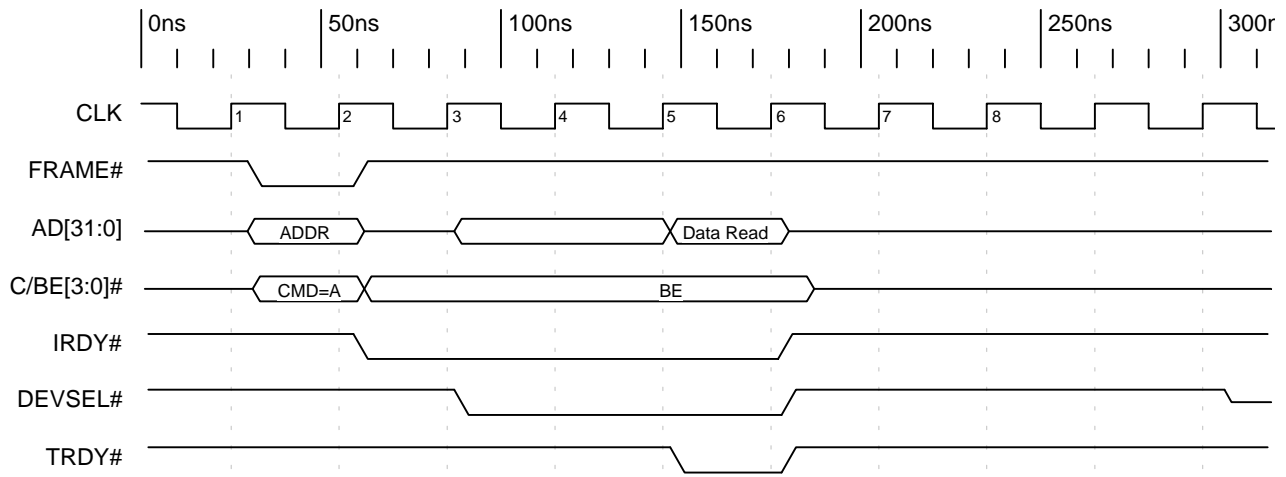 0ns 50ns 100ns 150ns 200ns 250ns 300n
CLK 1 2 3 4 5 6 7 8
FRAME#
AD[31:0] ADDR Data Read
C/BE[3:0]# CMD=A BE
IRDY#
DEVSEL#
TRDY#